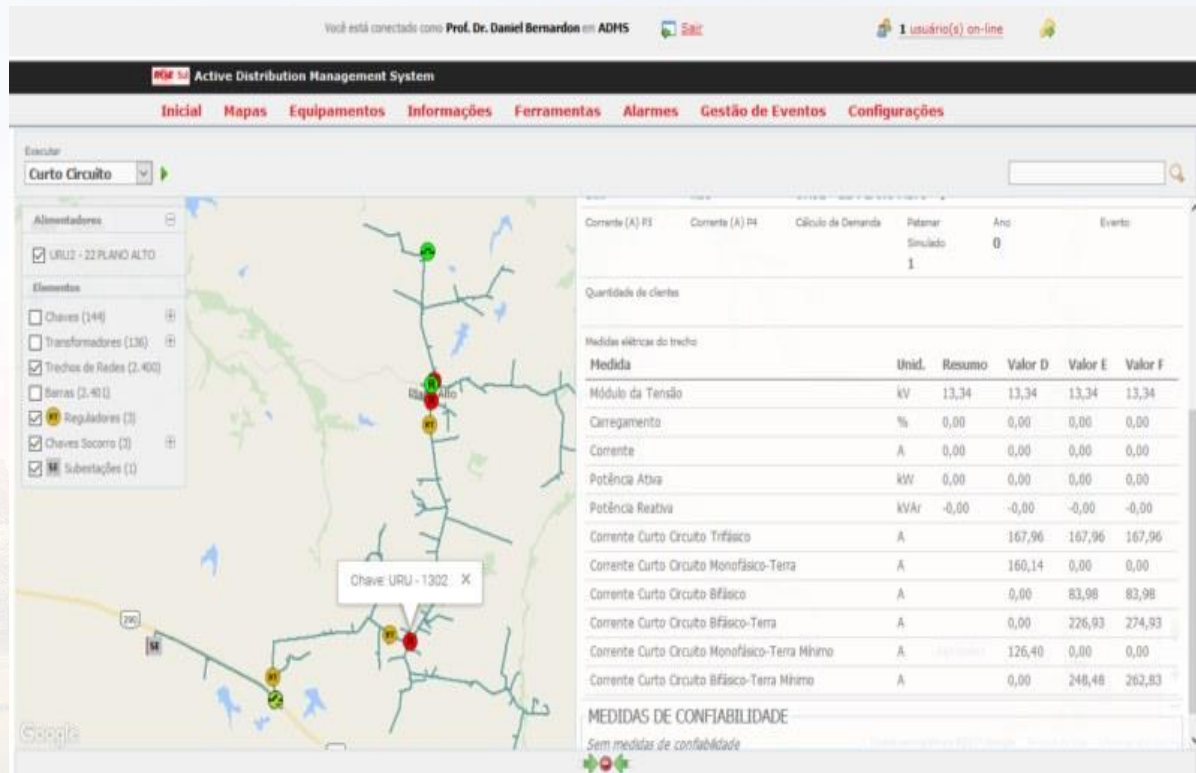 Você está conectado como Prof. Dr. Daniel Bernardon em ADMS Sair 1 usuário(s) on-line
Active Distribution Management System
Inicial Mapas Equipamentos Informações Ferramentas Alarmes Gestão de Eventos Configurações
Executar
Curto Circuito
Alimentadores
URU2 - 22 PLANO ALTO
Elementos
Chaves (144)
Transformadores (136)
Trechos de Redes (2.400)
Barras (2.401)
RT Reguladores (3)
Chaves Socorro (3)
SE Subestações (1)
R
Alto
RT
Chave: URU - 1302 X
290
SE
RT
RT
Google
Corrente (A) P3 Corrente (A) P4 Cálculo de Demanda Patamar Ano Evento
Simulado 0
1
Quantidade de clientes
Medidas elétricas do trecho
Medida Unid. Resumo Valor D Valor E Valor F
Módulo da Tensão kV 13,34 13,34 13,34 13,34
Carregamento % 0,00 0,00 0,00 0,00
Corrente A 0,00 0,00 0,00 0,00
Potência Ativa kW 0,00 0,00 0,00 0,00
Potência Reativa kVAr -0,00 -0,00 -0,00 -0,00
Corrente Curto Circuito Trifásico A 167,96 167,96 167,96
Corrente Curto Circuito Monofásico-Terra A 160,14 0,00 0,00
Corrente Curto Circuito Bifásico A 0,00 83,98 83,98
Corrente Curto Circuito Bifásico-Terra A 0,00 226,93 274,93
Corrente Curto Circuito Monofásico-Terra Mínimo A 126,40 0,00 0,00
Corrente Curto Circuito Bifásico-Terra Mínimo A 0,00 248,48 262,83
MEDIDAS DE CONFIABILIDADE
Sem medidas de confiabilidade